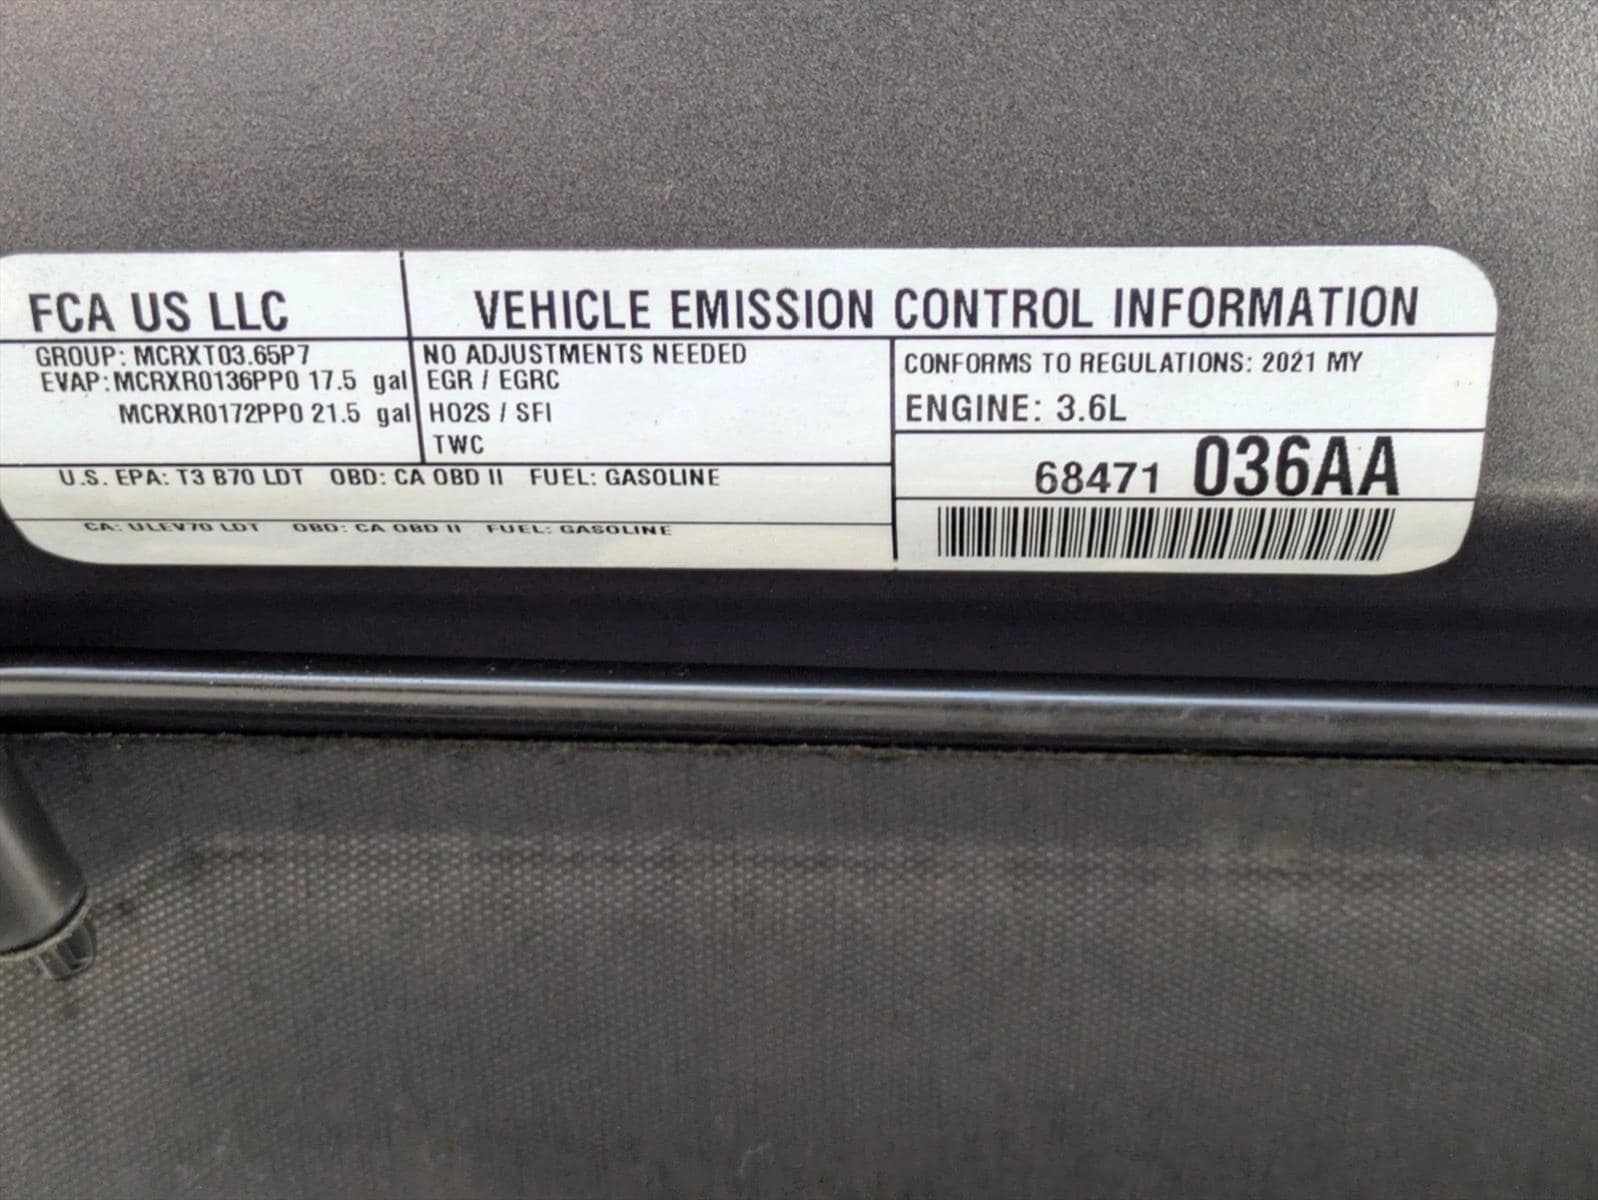 FCA US LLC
VEHICLE EMISSION CONTROL INFORMATION
GROUP: MCRXT03.65P7
EVAP:MCRXR0136PP0 17.5 gal
MCRXR0172PP0 21.5 gal
NO ADJUSTMENTS NEEDED
EGR / EGRC
HO2S / SFI
TWC
CONFORMS TO REGULATIONS: 2021 MY
ENGINE: 3.6L
68471 036AA
U.S. EPA: T3 B70 LDT OBD: CA OBD II FUEL: GASOLINE
CA: ULEV70 LDT OBD: CA OBD II FUEL: GASOLINE